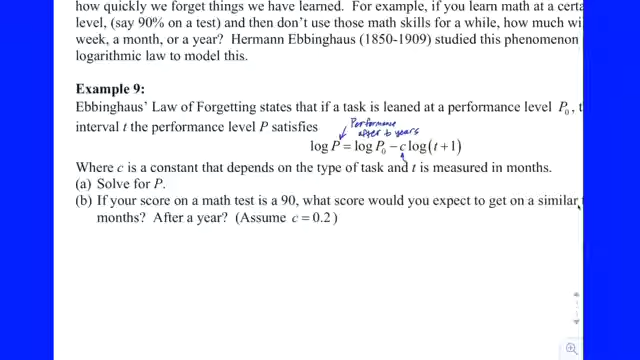 how quickly we forget things we have learned. For example, if you learn math at a certa
level, (say 90% on a test) and then don't use those math skills for a while, how much wi
week, a month, or a year? Hermann Ebbinghaus (1850-1909) studied this phenomenon
logarithmic law to model this.
Example 9
Ebbinghaus' Law of Forgetting states that if a task is leaned at a performance level P₀, t
interval t the performance level P satisfies
Performance
after t years
log P = log P₀ − c log(t + 1)
Where c is a constant that depends on the type of task and t is measured in months.
(a) Solve for P.
(b) If your score on a math test is a 90, what score would you expect to get on a similar
months? After a year? (Assume c = 0.2)